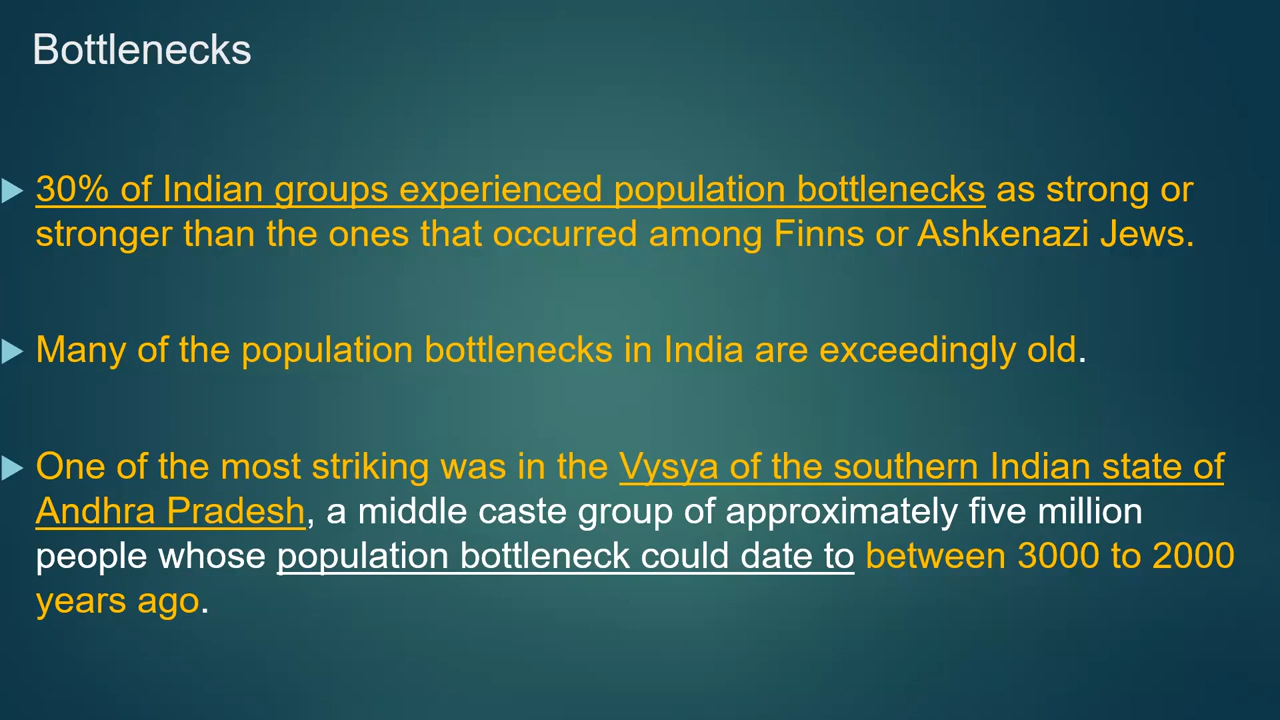 Bottlenecks
30% of Indian groups experienced population bottlenecks as strong or
stronger than the ones that occurred among Finns or Ashkenazi Jews.
Many of the population bottlenecks in India are exceedingly old.
One of the most striking was in the Vysya of the southern Indian state of
Andhra Pradesh, a middle caste group of approximately five million
people whose population bottleneck could date to between 3000 to 2000
years ago.